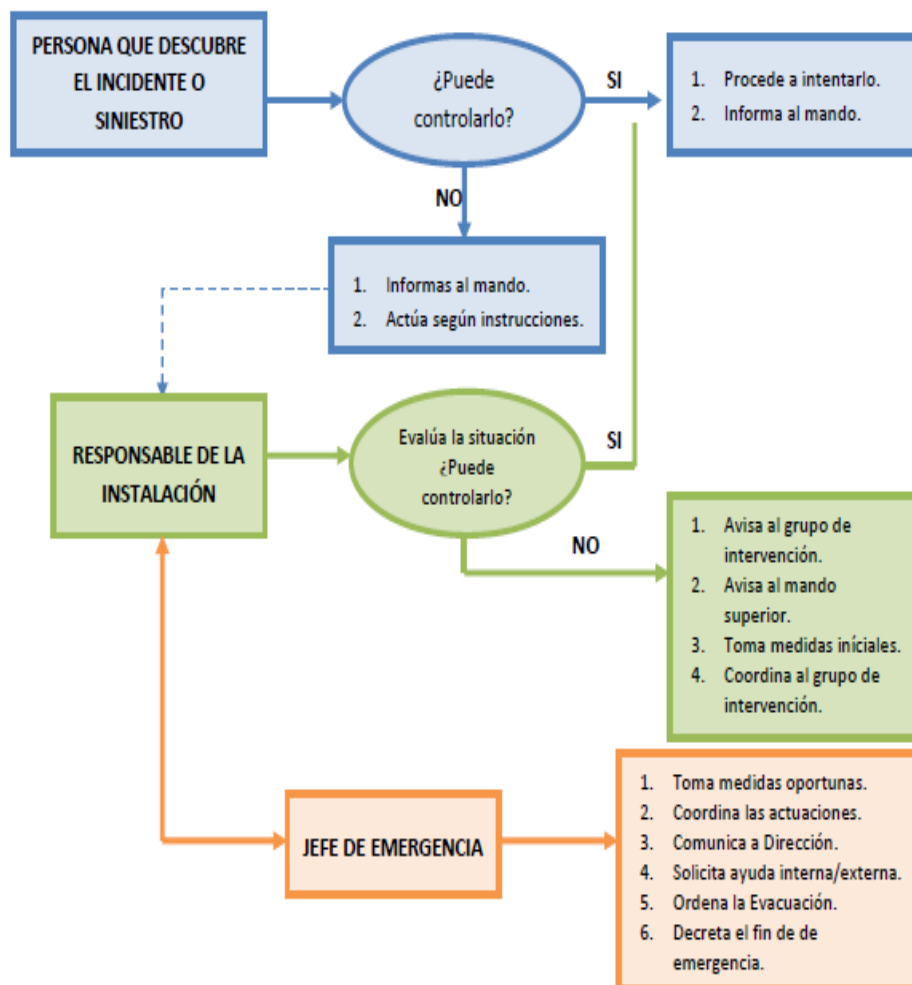 PERSONA QUE DESCUBRE
EL INCIDENTE O
SINIESTRO
¿Puede
controlarlo?
SI
1. Procede a intentarlo.
2. Informa al mando.
NO
1. Informas al mando.
2. Actúa según instrucciones.
RESPONSABLE DE LA
INSTALACIÓN
Evalúa la situación
¿Puede
controlarlo?
SI
NO
1. Avisa al grupo de
intervención.
2. Avisa al mando
superior.
3. Toma medidas iníciales.
4. Coordina al grupo de
intervención.
JEFE DE EMERGENCIA
1. Toma medidas oportunas.
2. Coordina las actuaciones.
3. Comunica a Dirección.
4. Solicita ayuda interna/externa.
5. Ordena la Evacuación.
6. Decreta el fin de de
emergencia.